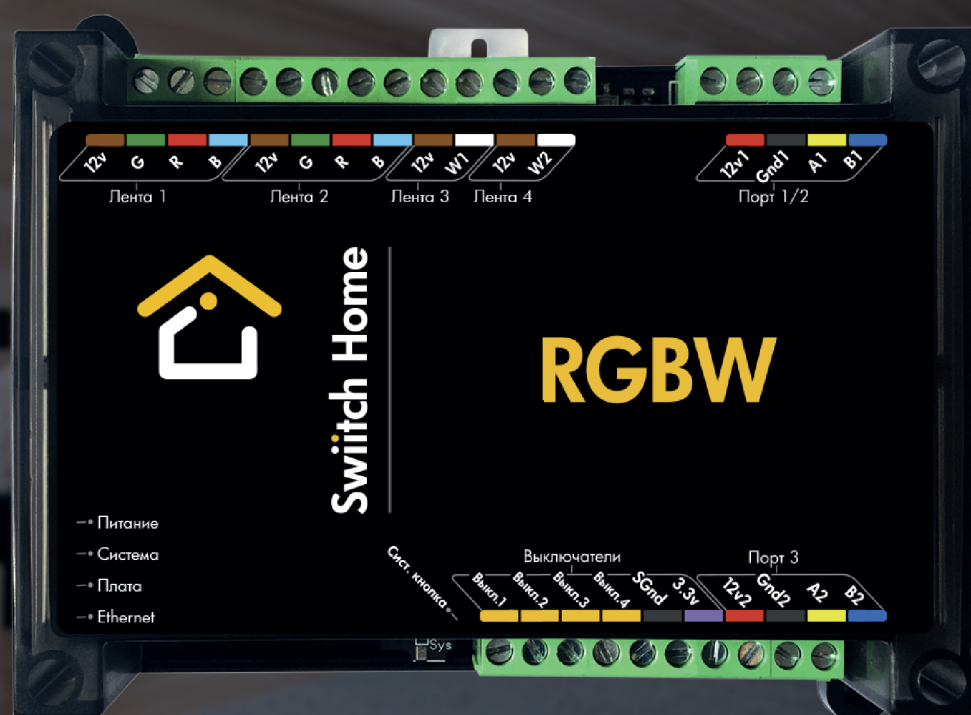 12v G R B 12v G R B 12v W1 12v W2
Лента 1 Лента 2 Лента 3 Лента 4
12v1 Gnd1 A1 B1
Порт 1/2
Swiitch Home
RGBW
Питание
Система
Плата
Ethernet
Сист. кнопка
Выключатели
Выкл.1 Выкл.2 Выкл.3 Выкл.4 SGnd 3.3v
Порт 3
12v2 Gnd2 A2 B2
Sys